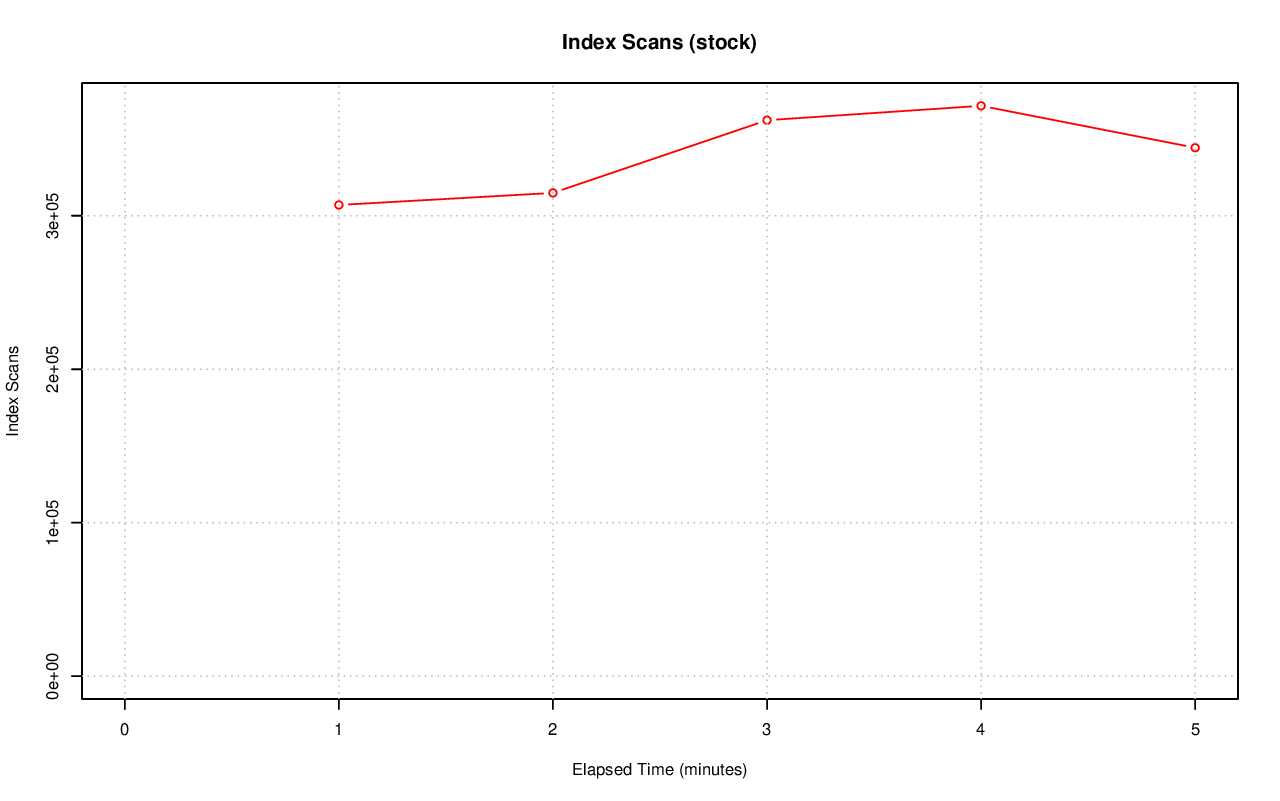 Index Scans (stock)
Index Scans
3e+05
2e+05
1e+05
0e+00
0 1 2 3 4 5
Elapsed Time (minutes)